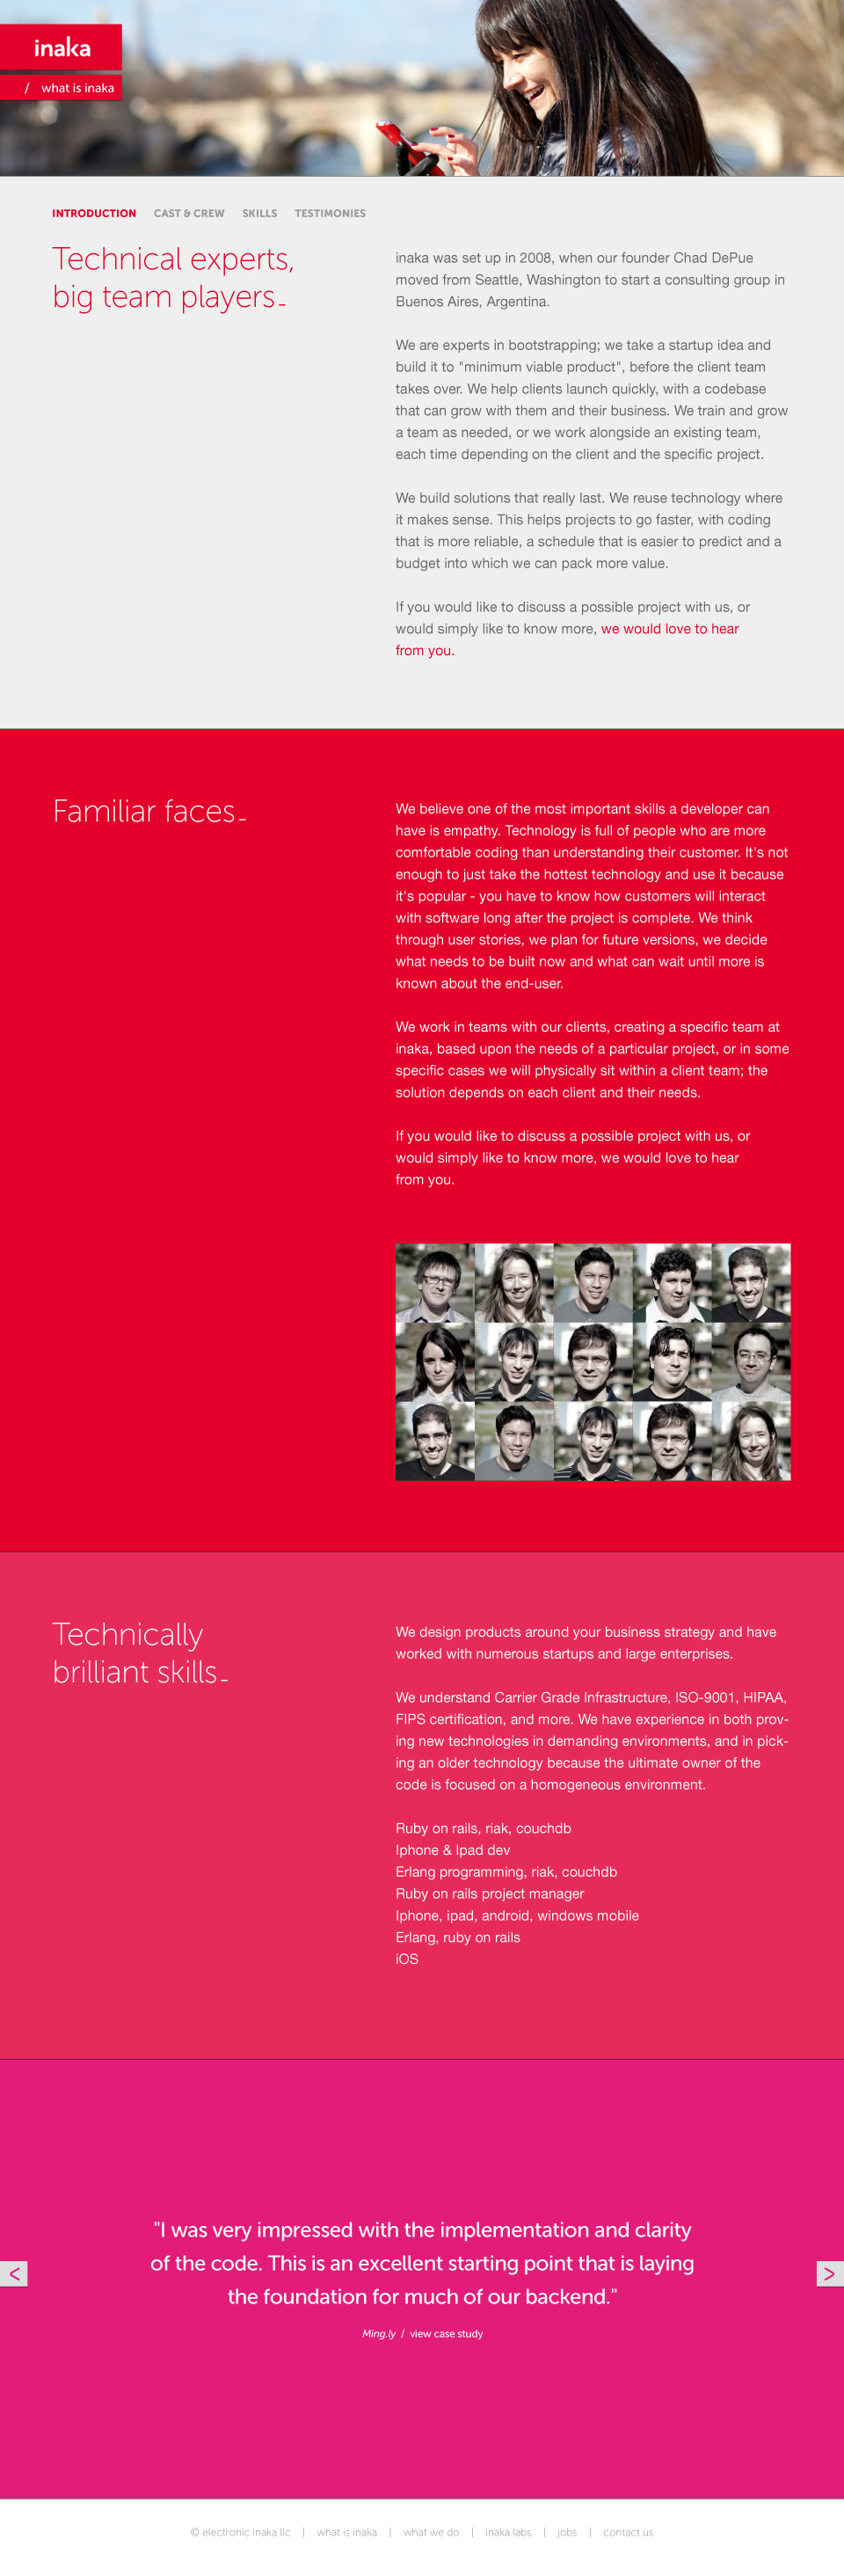 inaka
/ what is inaka
INTRODUCTION CAST & CREW SKILLS TESTIMONIES
Technical experts,
big team players_
inaka was set up in 2008, when our founder Chad DePue
moved from Seattle, Washington to start a consulting group in
Buenos Aires, Argentina.
We are experts in bootstrapping; we take a startup idea and
build it to "minimum viable product", before the client team
takes over. We help clients launch quickly, with a codebase
that can grow with them and their business. We train and grow
a team as needed, or we work alongside an existing team,
each time depending on the client and the specific project.
We build solutions that really last. We reuse technology where
it makes sense. This helps projects to go faster, with coding
that is more reliable, a schedule that is easier to predict and a
budget into which we can pack more value.
If you would like to discuss a possible project with us, or
would simply like to know more, we would love to hear
from you.
Familiar faces_
We believe one of the most important skills a developer can
have is empathy. Technology is full of people who are more
comfortable coding than understanding their customer. It's not
enough to just take the hottest technology and use it because
it's popular - you have to know how customers will interact
with software long after the project is complete. We think
through user stories, we plan for future versions, we decide
what needs to be built now and what can wait until more is
known about the end-user.
We work in teams with our clients, creating a specific team at
inaka, based upon the needs of a particular project, or in some
specific cases we will physically sit within a client team; the
solution depends on each client and their needs.
If you would like to discuss a possible project with us, or
would simply like to know more, we would love to hear
from you.
Technically
brilliant skills_
We design products around your business strategy and have
worked with numerous startups and large enterprises.
We understand Carrier Grade Infrastructure, ISO-9001, HIPAA,
FIPS certification, and more. We have experience in both prov-
ing new technologies in demanding environments, and in pick-
ing an older technology because the ultimate owner of the
code is focused on a homogeneous environment.
Ruby on rails, riak, couchdb
Iphone & Ipad dev
Erlang programming, riak, couchdb
Ruby on rails project manager
Iphone, ipad, android, windows mobile
Erlang, ruby on rails
iOS
"I was very impressed with the implementation and clarity
of the code. This is an excellent starting point that is laying
the foundation for much of our backend."
< >
Ming.ly / view case study
© electronic inaka llc | what is inaka | what we do | inaka labs | jobs | contact us